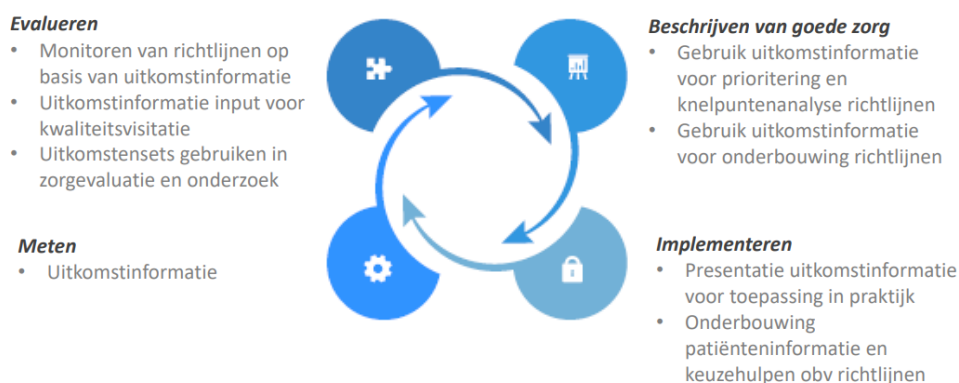 Evalueren
• Monitoren van richtlijnen op
basis van uitkomstinformatie
• Uitkomstinformatie input voor
kwaliteitsvisitatie
• Uitkomstensets gebruiken in
zorgevaluatie en onderzoek
Beschrijven van goede zorg
• Gebruik uitkomstinformatie
voor prioritering en
knelpuntenanalyse richtlijnen
• Gebruik uitkomstinformatie
voor onderbouwing richtlijnen
Meten
• Uitkomstinformatie
Implementeren
• Presentatie uitkomstinformatie
voor toepassing in praktijk
• Onderbouwing
patiënteninformatie en
keuzehulpen obv richtlijnen